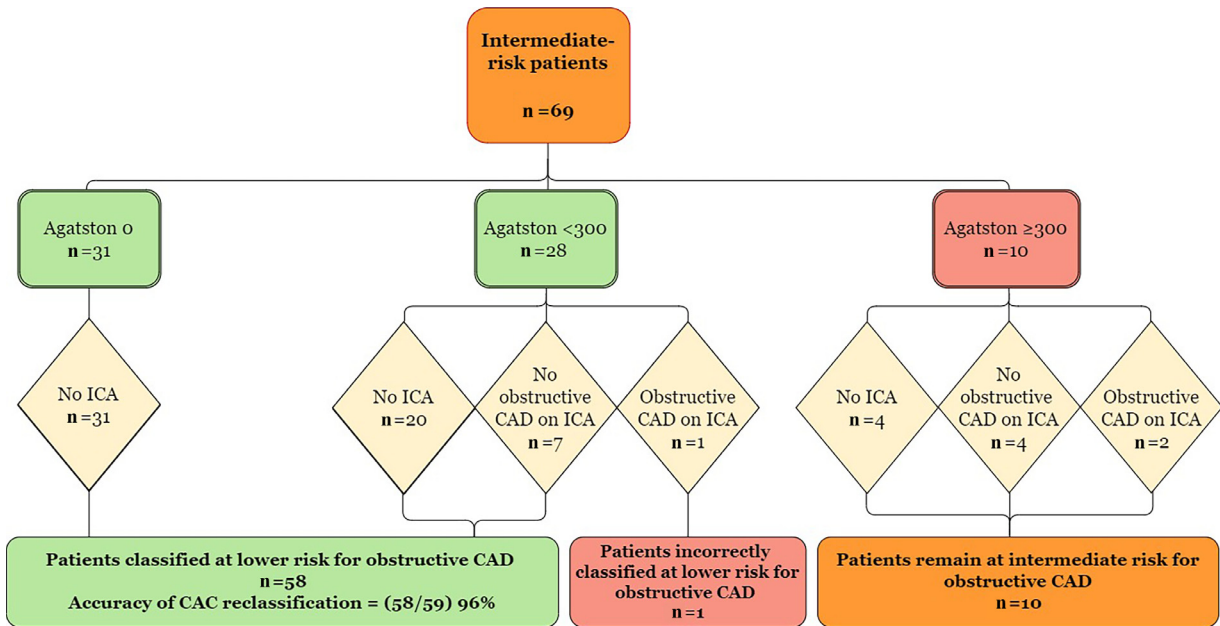 Intermediate-
risk patients
n =69
Agatston 0
n=31
Agatston <300
n=28
Agatston ≥300
n=10
No ICA
n=31
No ICA
n=20
No
obstructive
CAD on ICA
n=7
Obstructive
CAD on ICA
n=1
No ICA
n=4
No
obstructive
CAD on ICA
n=4
Obstructive
CAD on ICA
n=2
Patients classified at lower risk for obstructive CAD
n=58
Accuracy of CAC reclassification = (58/59) 96%
Patients incorrectly
classified at lower risk for
obstructive CAD
n=1
Patients remain at intermediate risk for
obstructive CAD
n=10